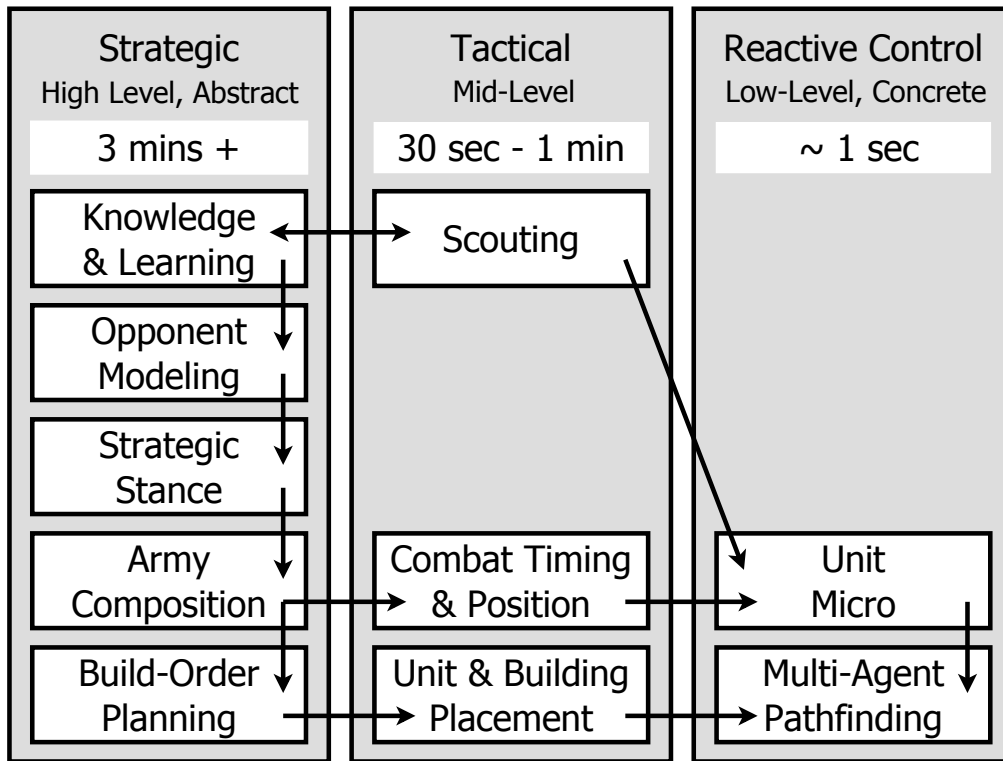 Strategic
High Level, Abstract
3 mins +
Knowledge
& Learning
Opponent
Modeling
Strategic
Stance
Army
Composition
Build-Order
Planning
Tactical
Mid-Level
30 sec - 1 min
Scouting
Combat Timing
& Position
Unit & Building
Placement
Reactive Control
Low-Level, Concrete
~ 1 sec
Unit
Micro
Multi-Agent
Pathfinding